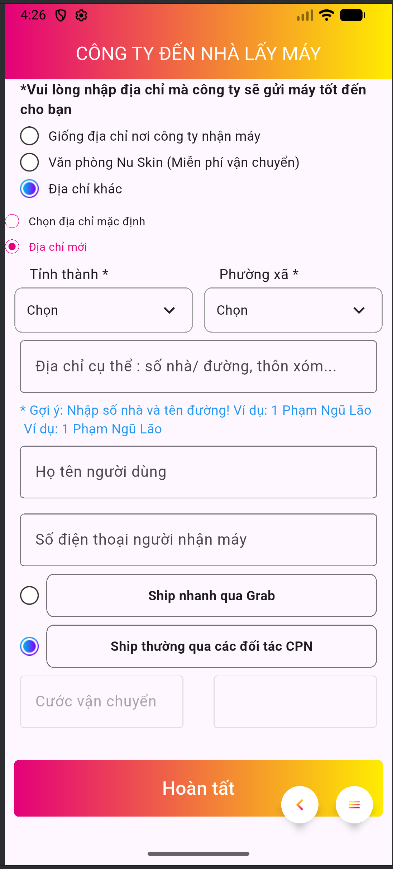 4:26
CÔNG TY ĐẾN NHÀ LẤY MÁY
*Vui lòng nhập địa chỉ mà công ty sẽ gửi máy tốt đến
cho bạn
Giống địa chỉ nơi công ty nhận máy
Văn phòng Nu Skin (Miễn phí vận chuyển)
Địa chỉ khác
Chọn địa chỉ mặc định
Địa chỉ mới
Tỉnh thành * Phường xã *
Chọn Chọn
Địa chỉ cụ thể : số nhà/ đường, thôn xóm...
* Gợi ý: Nhập số nhà và tên đường! Ví dụ: 1 Phạm Ngũ Lão
Ví dụ: 1 Phạm Ngũ Lão
Họ tên người dùng
Số điện thoại người nhận máy
Ship nhanh qua Grab
Ship thường qua các đối tác CPN
Cước vận chuyển
Hoàn tất